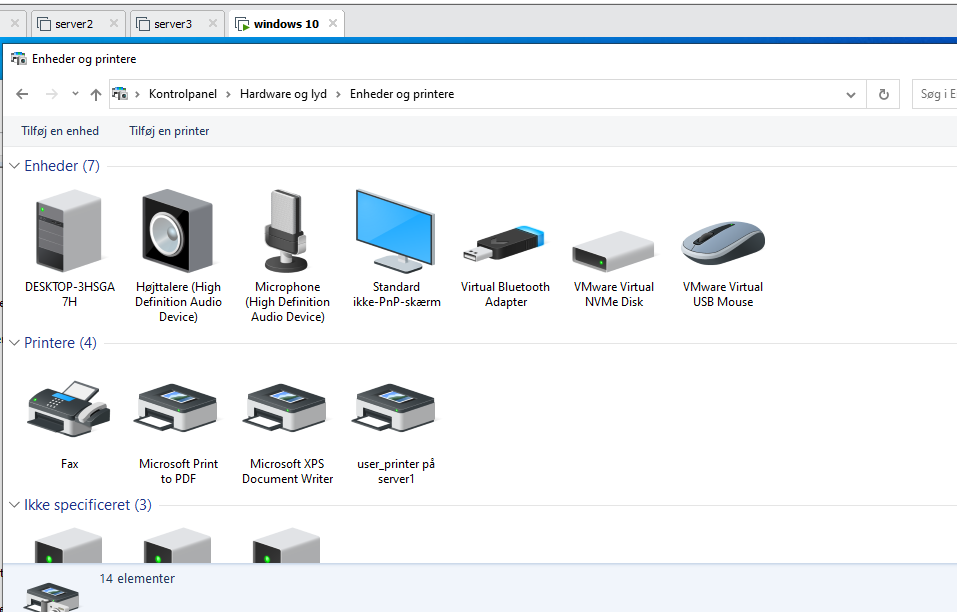 server2
server3
windows 10
Enheder og printere
Kontrolpanel
Hardware og lyd
Enheder og printere
Søg i E
Tilføj en enhed
Tilføj en printer
Enheder (7)
DESKTOP-3HSGA
7H
Højttalere (High
Definition Audio
Device)
Microphone
(High Definition
Audio Device)
Standard
ikke-PnP-skærm
Virtual Bluetooth
Adapter
VMware Virtual
NVMe Disk
VMware Virtual
USB Mouse
Printere (4)
Fax
Microsoft Print
to PDF
Microsoft XPS
Document Writer
user_printer på
server1
Ikke specificeret (3)
14 elementer